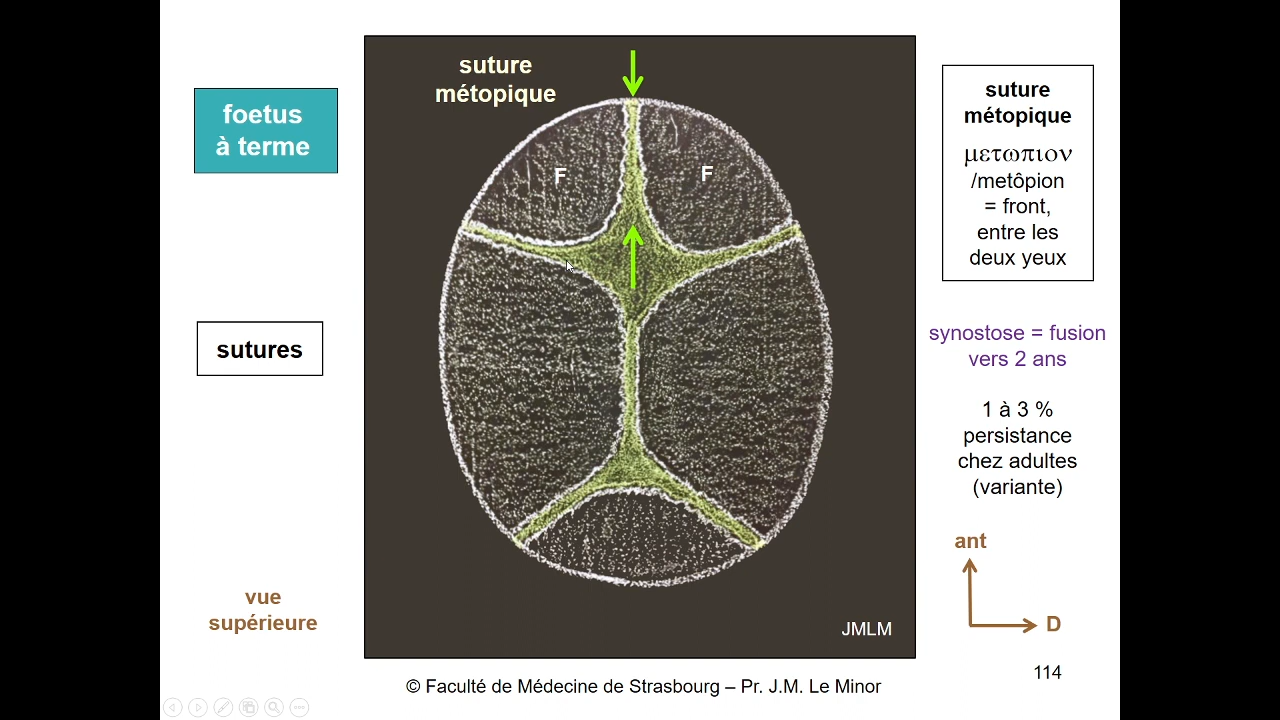 foetus
à terme
sutures
vue
supérieure
suture
métopique
F
F
JMLM
suture
métopique
μετωπιον
/metôpion
= front,
entre les
deux yeux
synostose = fusion
vers 2 ans
1 à 3 %
persistance
chez adultes
(variante)
ant
D
114
© Faculté de Médecine de Strasbourg – Pr. J.M. Le Minor